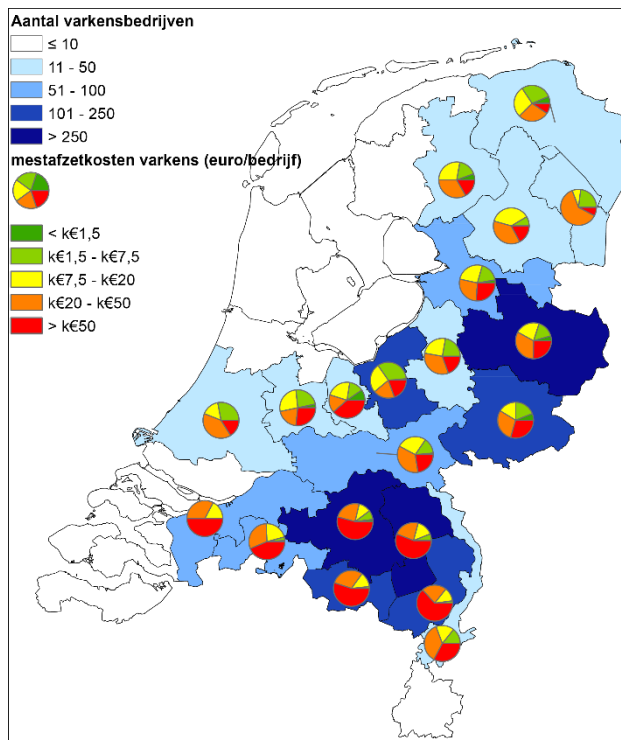 Aantal varkensbedrijven
≤ 10
11 - 50
51 - 100
101 - 250
> 250
mestafzetkosten varkens (euro/bedrijf)
< k€1,5
k€1,5 - k€7,5
k€7,5 - k€20
k€20 - k€50
> k€50